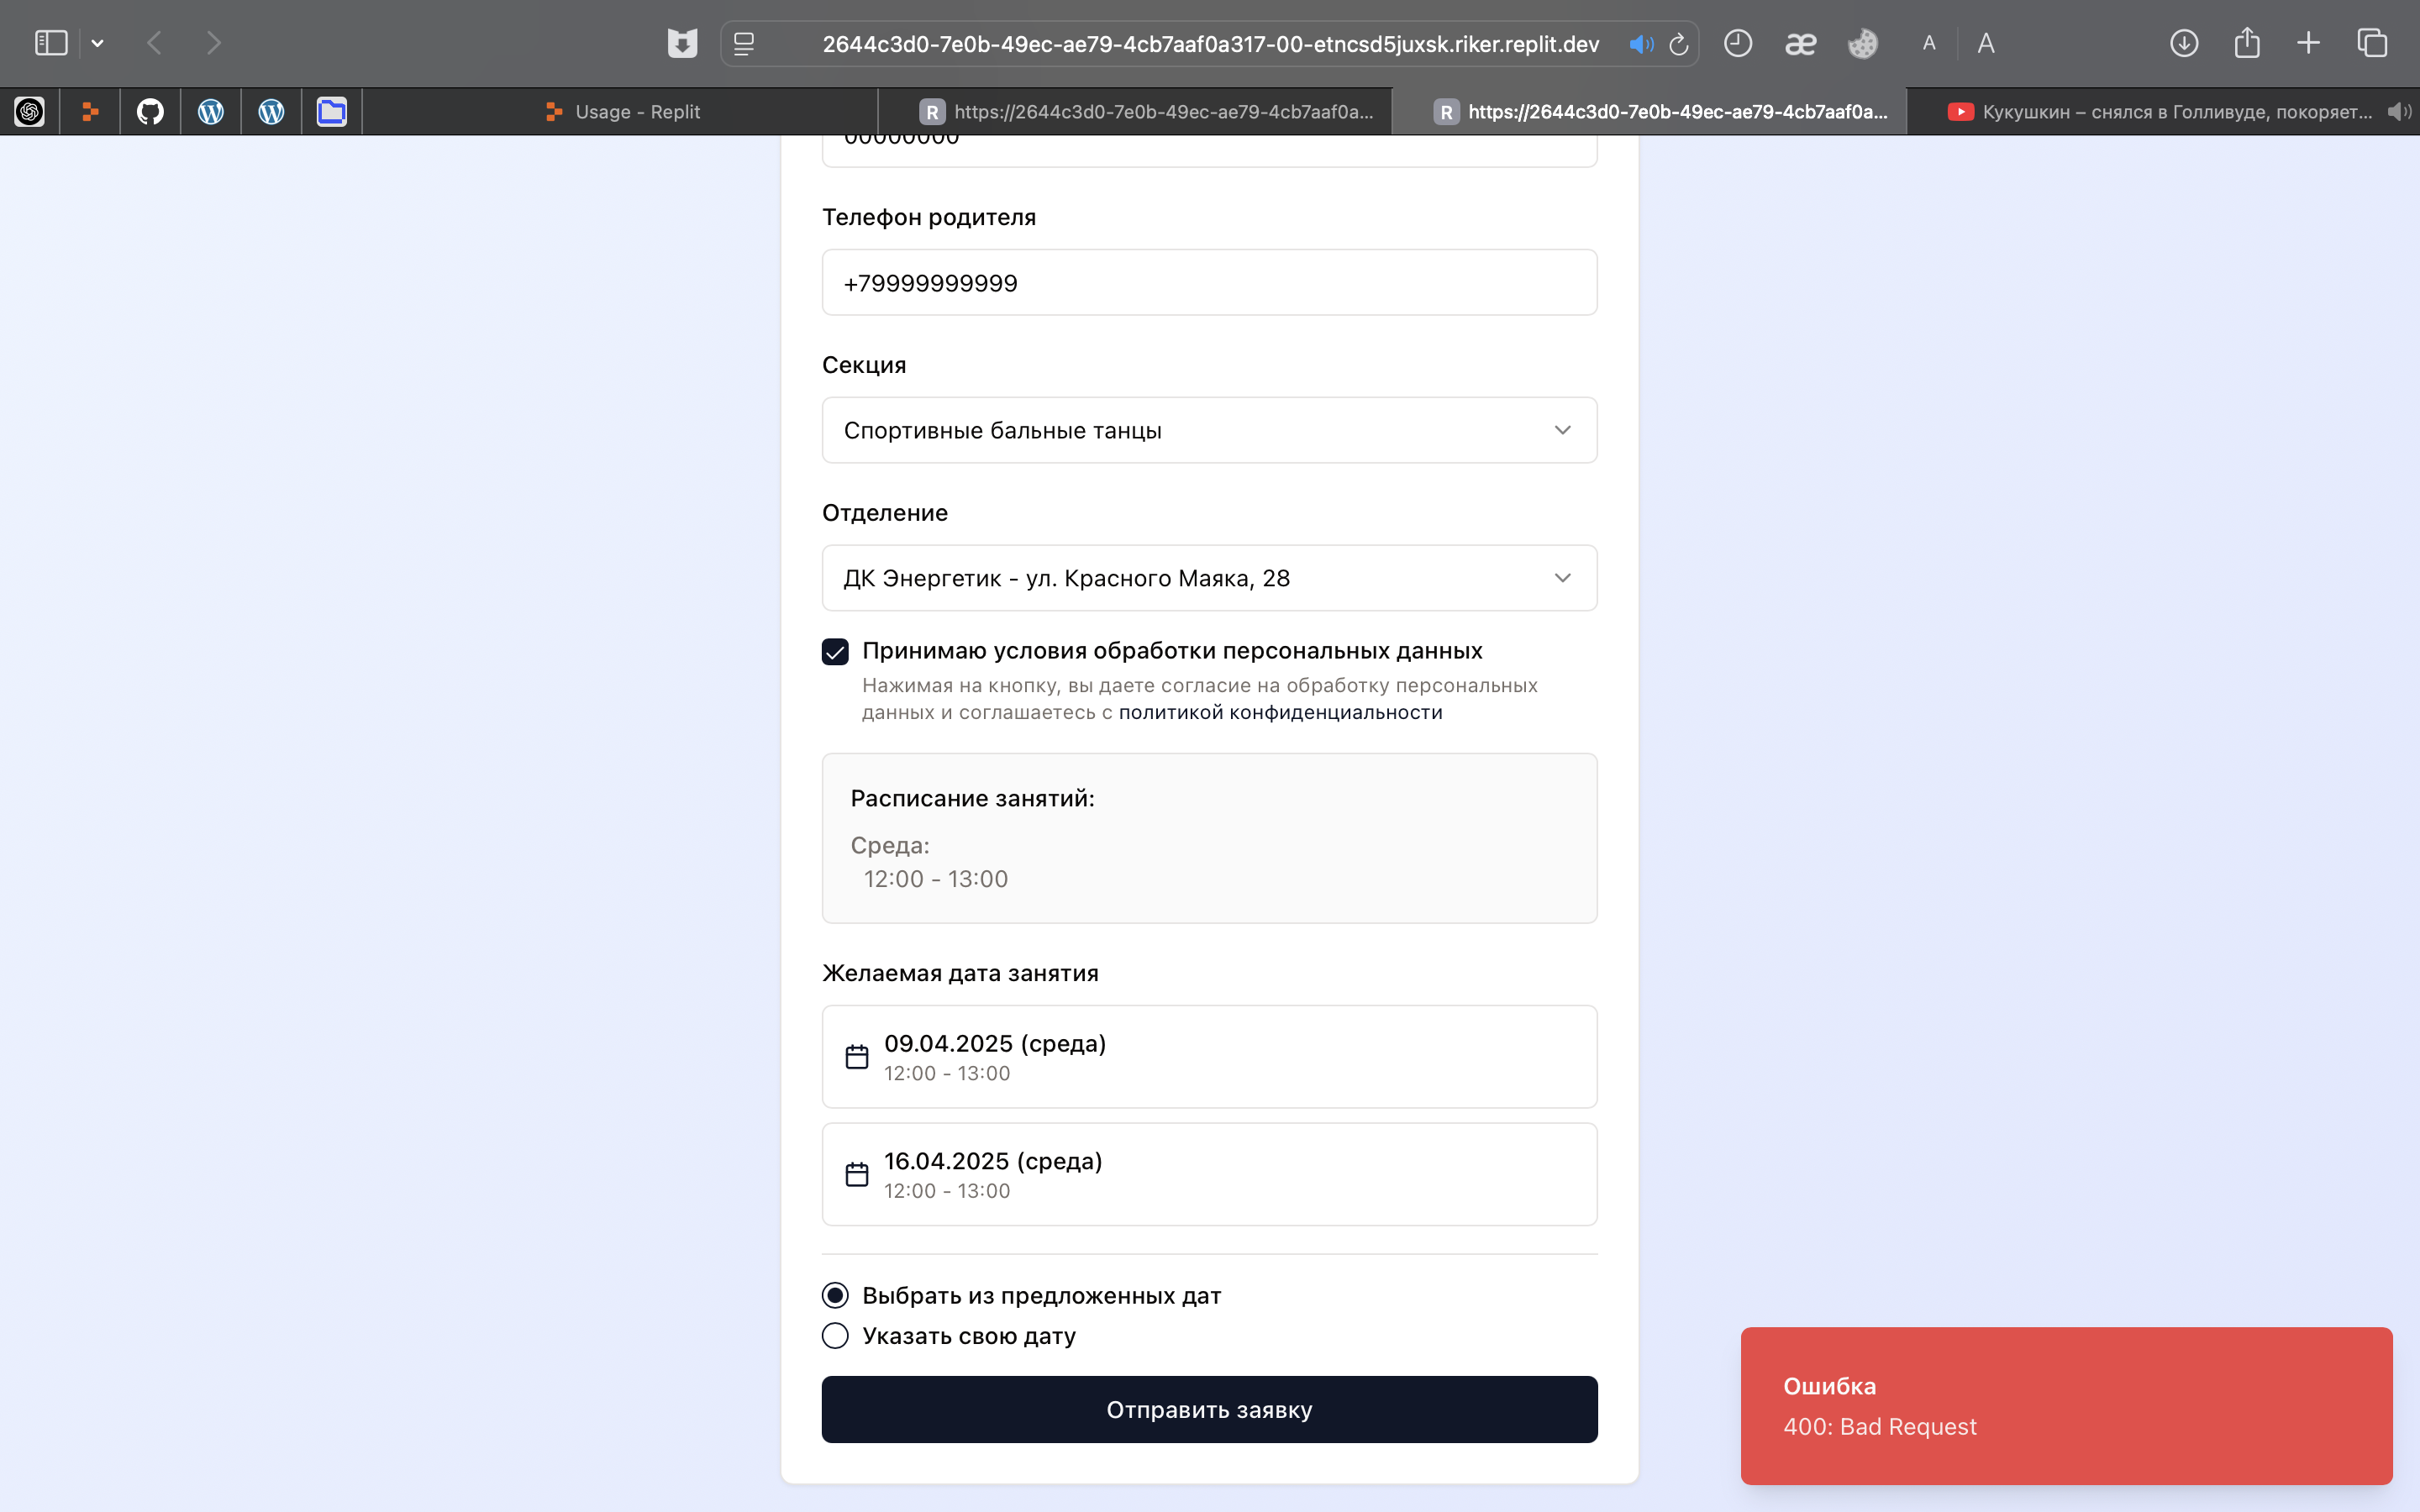 2644c3d0-7e0b-49ec-ae79-4cb7aaf0a317-00-etncsd5juxsk.riker.replit.dev
æ
A
A
Usage - Replit
R https://2644c3d0-7e0b-49ec-ae79-4cb7aaf0a...
R https://2644c3d0-7e0b-49ec-ae79-4cb7aaf0a...
Кукушкин – снялся в Голливуде, покоряет...
Телефон родителя
+79999999999
Секция
Спортивные бальные танцы
Отделение
ДК Энергетик - ул. Красного Маяка, 28
Принимаю условия обработки персональных данных
Нажимая на кнопку, вы даете согласие на обработку персональных
данных и соглашаетесь с политикой конфиденциальности
Расписание занятий:
Среда:
12:00 - 13:00
Желаемая дата занятия
09.04.2025 (среда)
12:00 - 13:00
16.04.2025 (среда)
12:00 - 13:00
Выбрать из предложенных дат
Указать свою дату
Отправить заявку
Ошибка
400: Bad Request